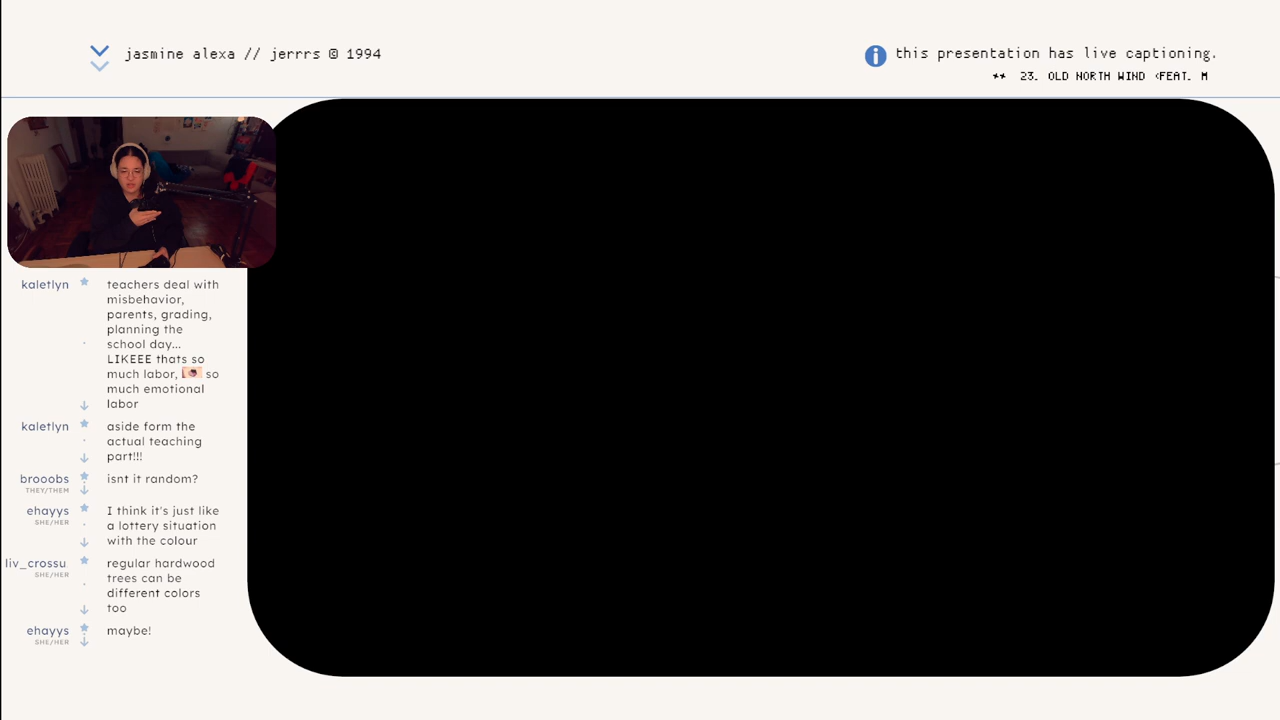 jasmine alexa // jerrrs © 1994
this presentation has live captioning.
** 23. OLD NORTH WIND <FEAT. M
kaletlyn
teachers deal with
misbehavior,
parents, grading,
planning the
school day...
LIKEEE thats so
much labor, so
much emotional
labor
kaletlyn
aside form the
actual teaching
part!!!
brooobs
THEY/THEM
isnt it random?
ehayys
SHE/HER
I think it's just like
a lottery situation
with the colour
liv_crossu
SHE/HER
regular hardwood
trees can be
different colors
too
ehayys
SHE/HER
maybe!